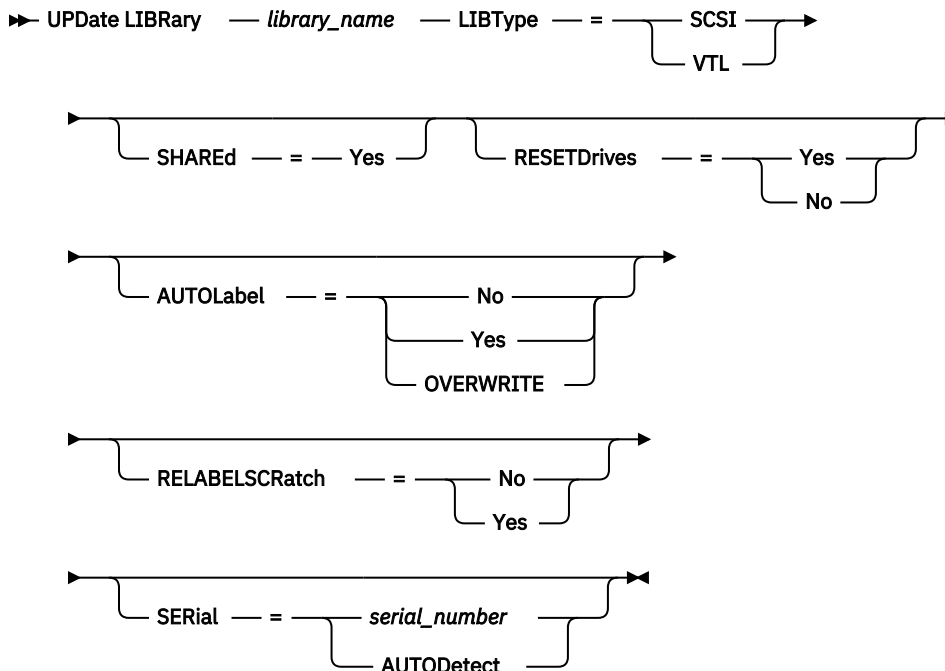 UPDate LIBRary library_name LIBType = SCSI
VTL
SHAREd = Yes RESETDrives = Yes
No
AUTOLabel = No
Yes
OVERWRITE
RELABELSCRatch = No
Yes
SERial = serial_number
AUTODetect